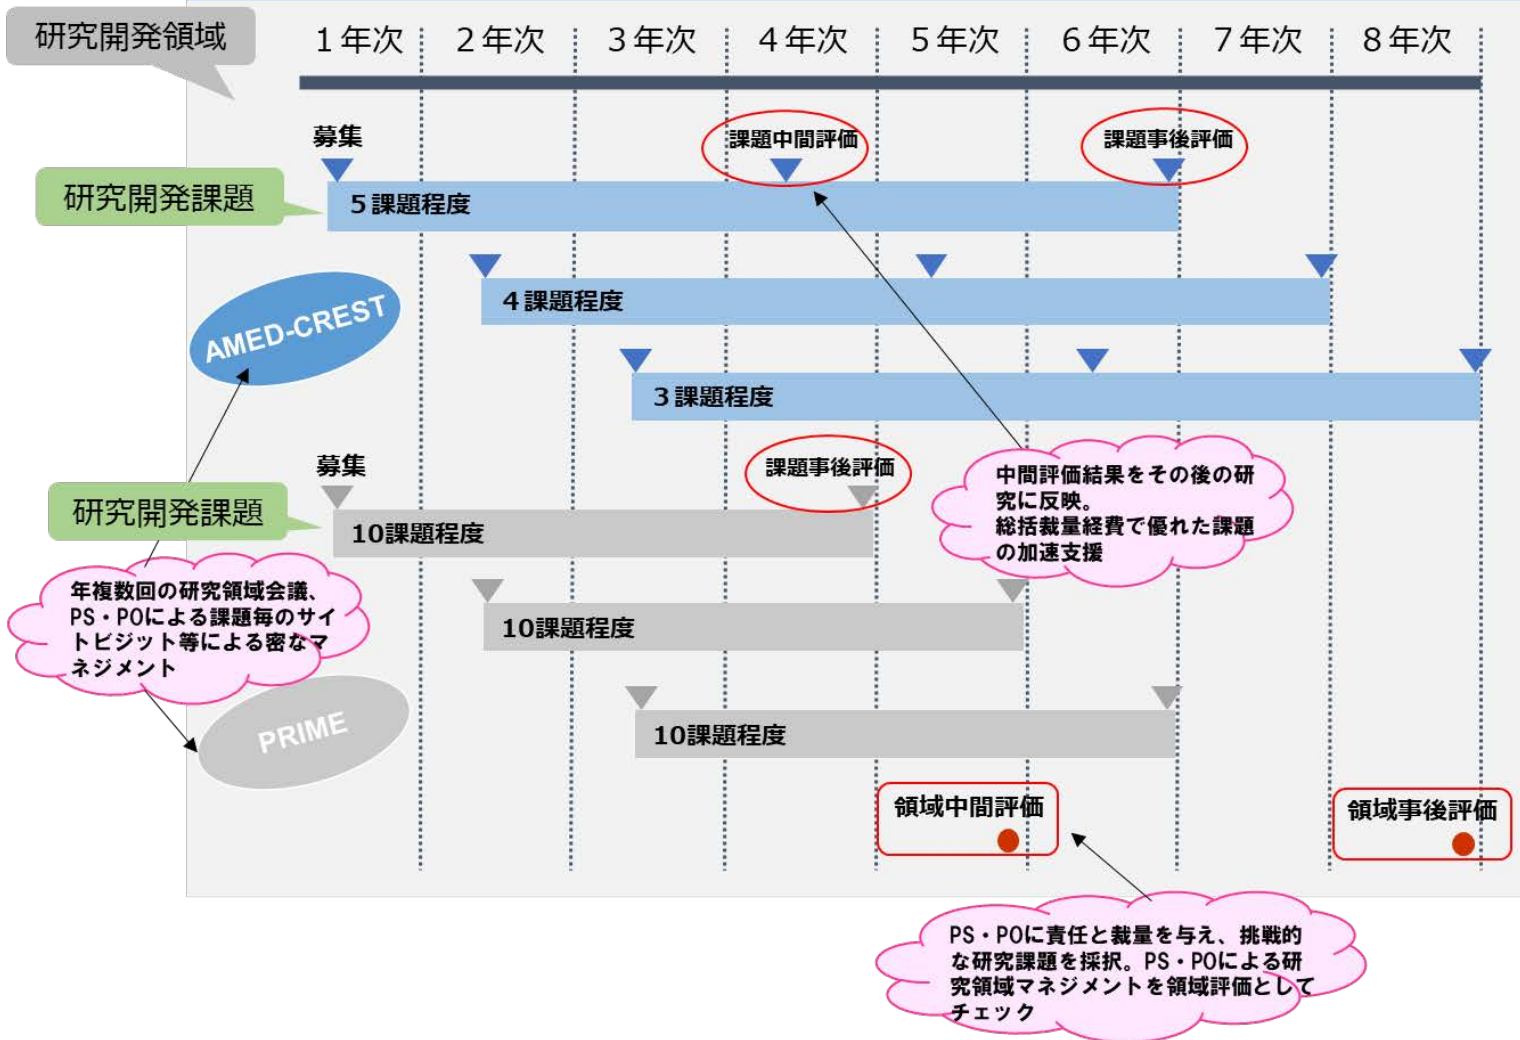 研究開発領域
１年次
２年次
３年次
４年次
５年次
６年次
７年次
８年次
募集
課題中間評価
課題事後評価
研究開発課題
５課題程度
４課題程度
AMED-CREST
３課題程度
募集
課題事後評価
中間評価結果をその後の研
究に反映。
総括裁量経費で優れた課題
の加速支援
研究開発課題
10課題程度
年複数回の研究領域会議、
PS・POによる課題毎のサイ
トビジット等による密なマ
ネジメント
10課題程度
PRIME
10課題程度
領域中間評価
領域事後評価
PS・POに責任と裁量を与え、挑戦的
な研究課題を採択。PS・POによる研
究領域マネジメントを領域評価として
チェック